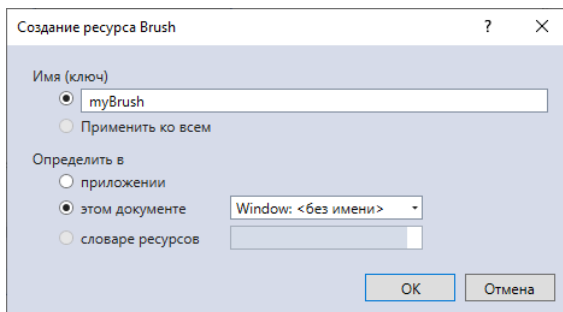 Создание ресурса Brush ?
Имя (ключ)
myBrush
Применить ко всем
Определить в
приложении
этом документе Window: <без имени>
словаре ресурсов
OK Отмена